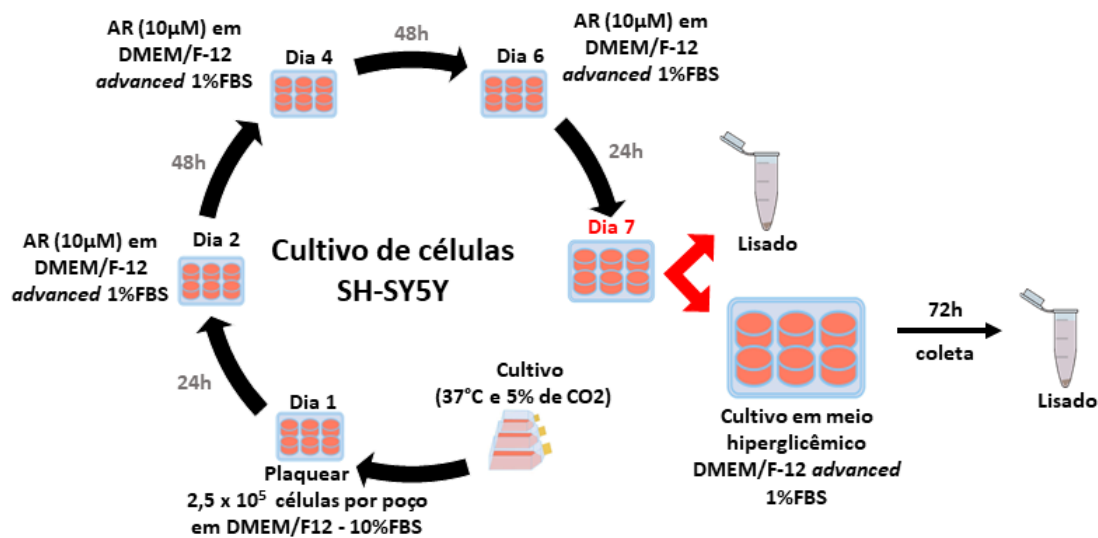 AR (10µM) em
DMEM/F-12
advanced 1%FBS
Dia 4
48h
Dia 6
AR (10µM) em
DMEM/F-12
advanced 1%FBS
48h
24h
AR (10µM) em
DMEM/F-12
advanced 1%FBS
Dia 2
Cultivo de células
SH-SY5Y
Dia 7
Lisado
24h
Dia 1
Plaquear
2,5 x 10⁵ células por poço
em DMEM/F12 - 10%FBS
Cultivo
(37°C e 5% de CO2)
Cultivo em meio
hiperglicêmico
DMEM/F-12 advanced
1%FBS
72h
coleta
Lisado